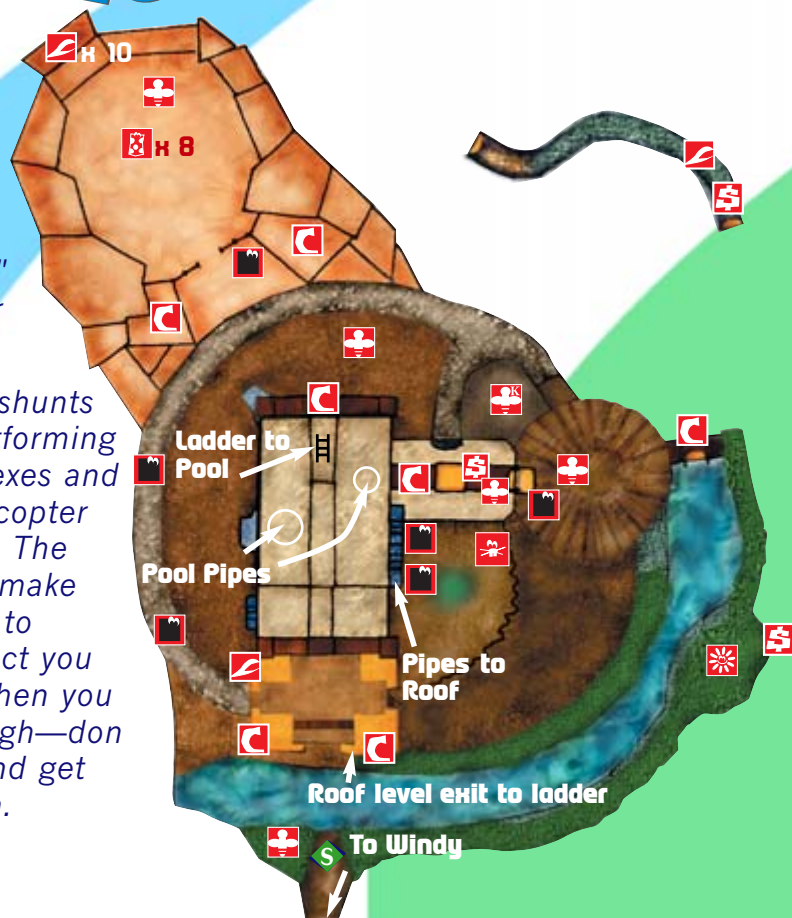 x 10
x 8
"
shunts
rforming
exes and
copter
The
make
to
ct you
hen you
gh—don
nd get
K
$
$
$
Ladder to
Pool
Pool Pipes
Pipes to
Roof
Roof level exit to ladder
S To Windy